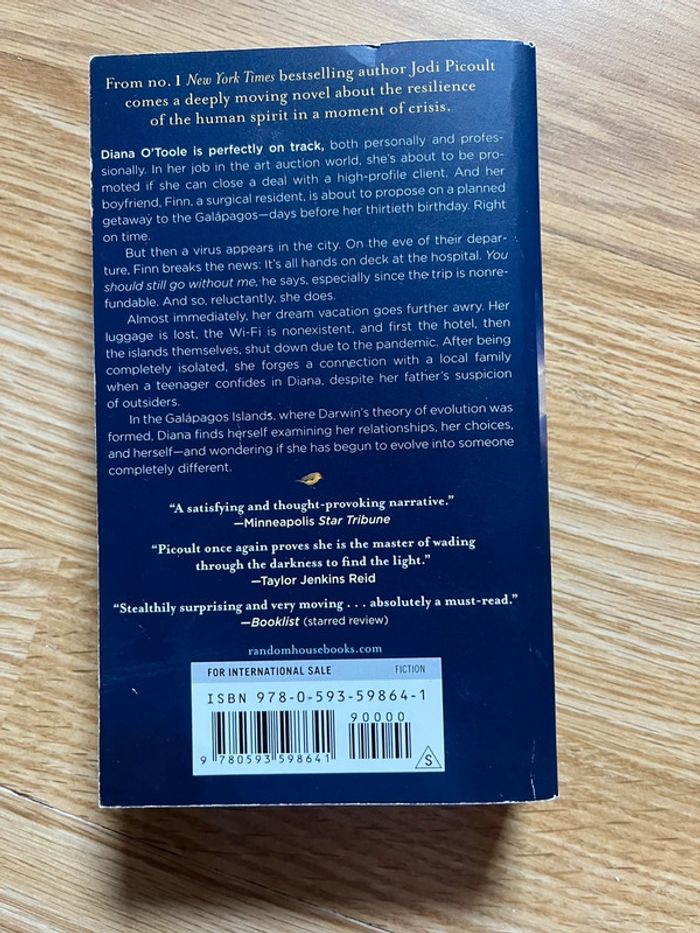 From no. 1 New York Times bestselling author Jodi Picoult
comes a deeply moving novel about the resilience
of the human spirit in a moment of crisis.
Diana O'Toole is perfectly on track, both personally and profes-
sionally. In her job in the art auction world, she's about to be pro-
moted if she can close a deal with a high-profile client. And her
boyfriend, Finn, a surgical resident, is about to propose on a planned
getaway to the Galápagos—days before her thirtieth birthday. Right
on time.
But then a virus appears in the city. On the eve of their depar-
ture, Finn breaks the news: It's all hands on deck at the hospital. You
should still go without me, he says, especially since the trip is nonre-
fundable. And so, reluctantly, she does.
Almost immediately, her dream vacation goes further awry. Her
luggage is lost, the Wi-Fi is nonexistent, and first the hotel, then
the islands themselves, shut down due to the pandemic. After being
completely isolated, she forges a connection with a local family
when a teenager confides in Diana, despite her father's suspicion
of outsiders.
In the Galápagos Islands, where Darwin's theory of evolution was
formed, Diana finds herself examining her relationships, her choices,
and herself—and wondering if she has begun to evolve into someone
completely different.
"A satisfying and thought-provoking narrative."
—Minneapolis Star Tribune
"Picoult once again proves she is the master of wading
through the darkness to find the light."
—Taylor Jenkins Reid
"Stealthily surprising and very moving . . . absolutely a must-read."
—Booklist (starred review)
randomhousebooks.com
FOR INTERNATIONAL SALE FICTION
ISBN 978-0-593-59864-1
90000
9 780593 598641
S